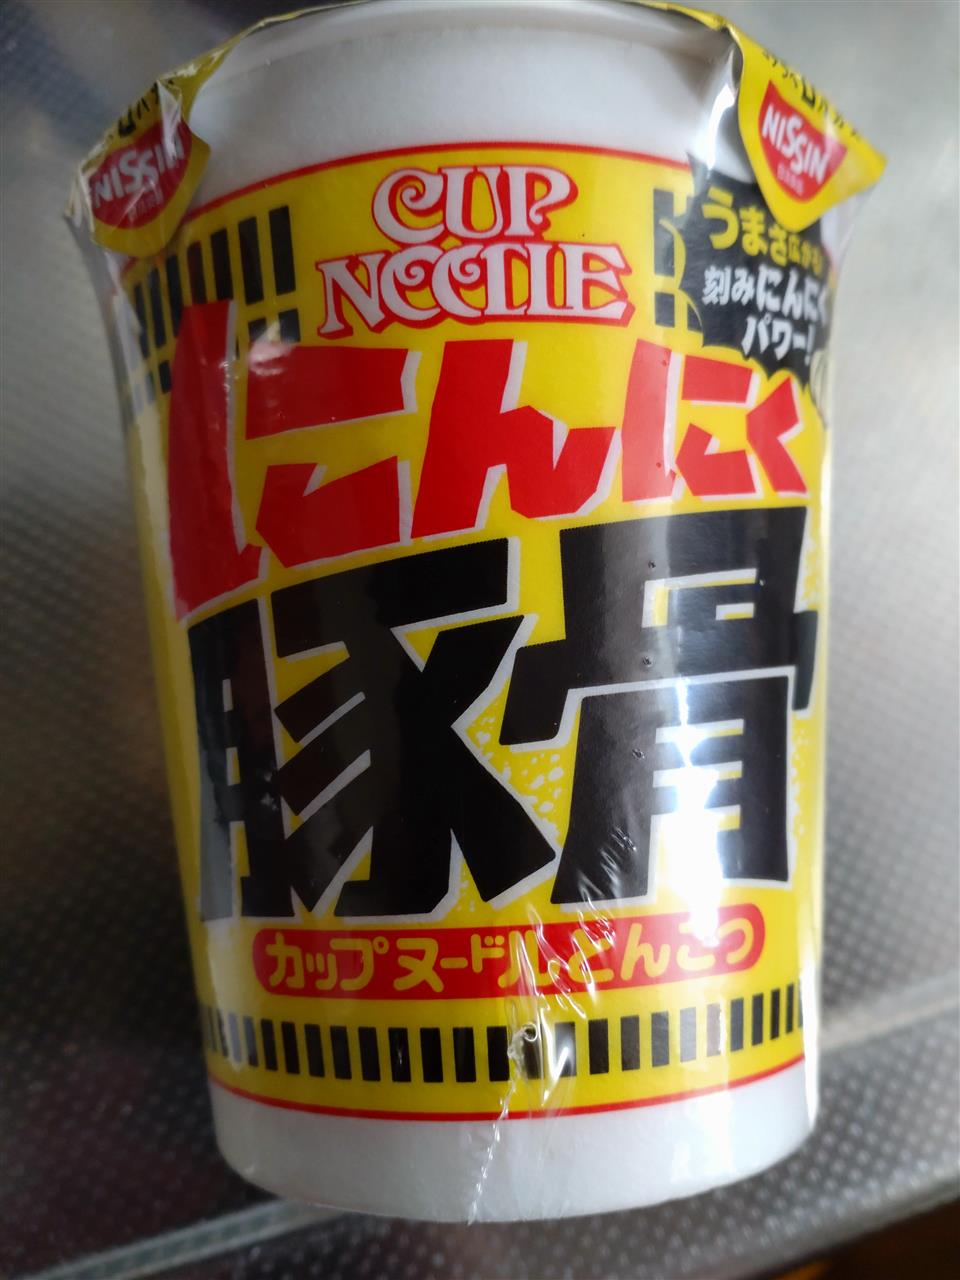 NISSIN
NISSIN
CUP
NOODLE
うまさ広がる!
刻みにんにく
パワー!
にんにく
豚骨
カップヌードルとんこつ